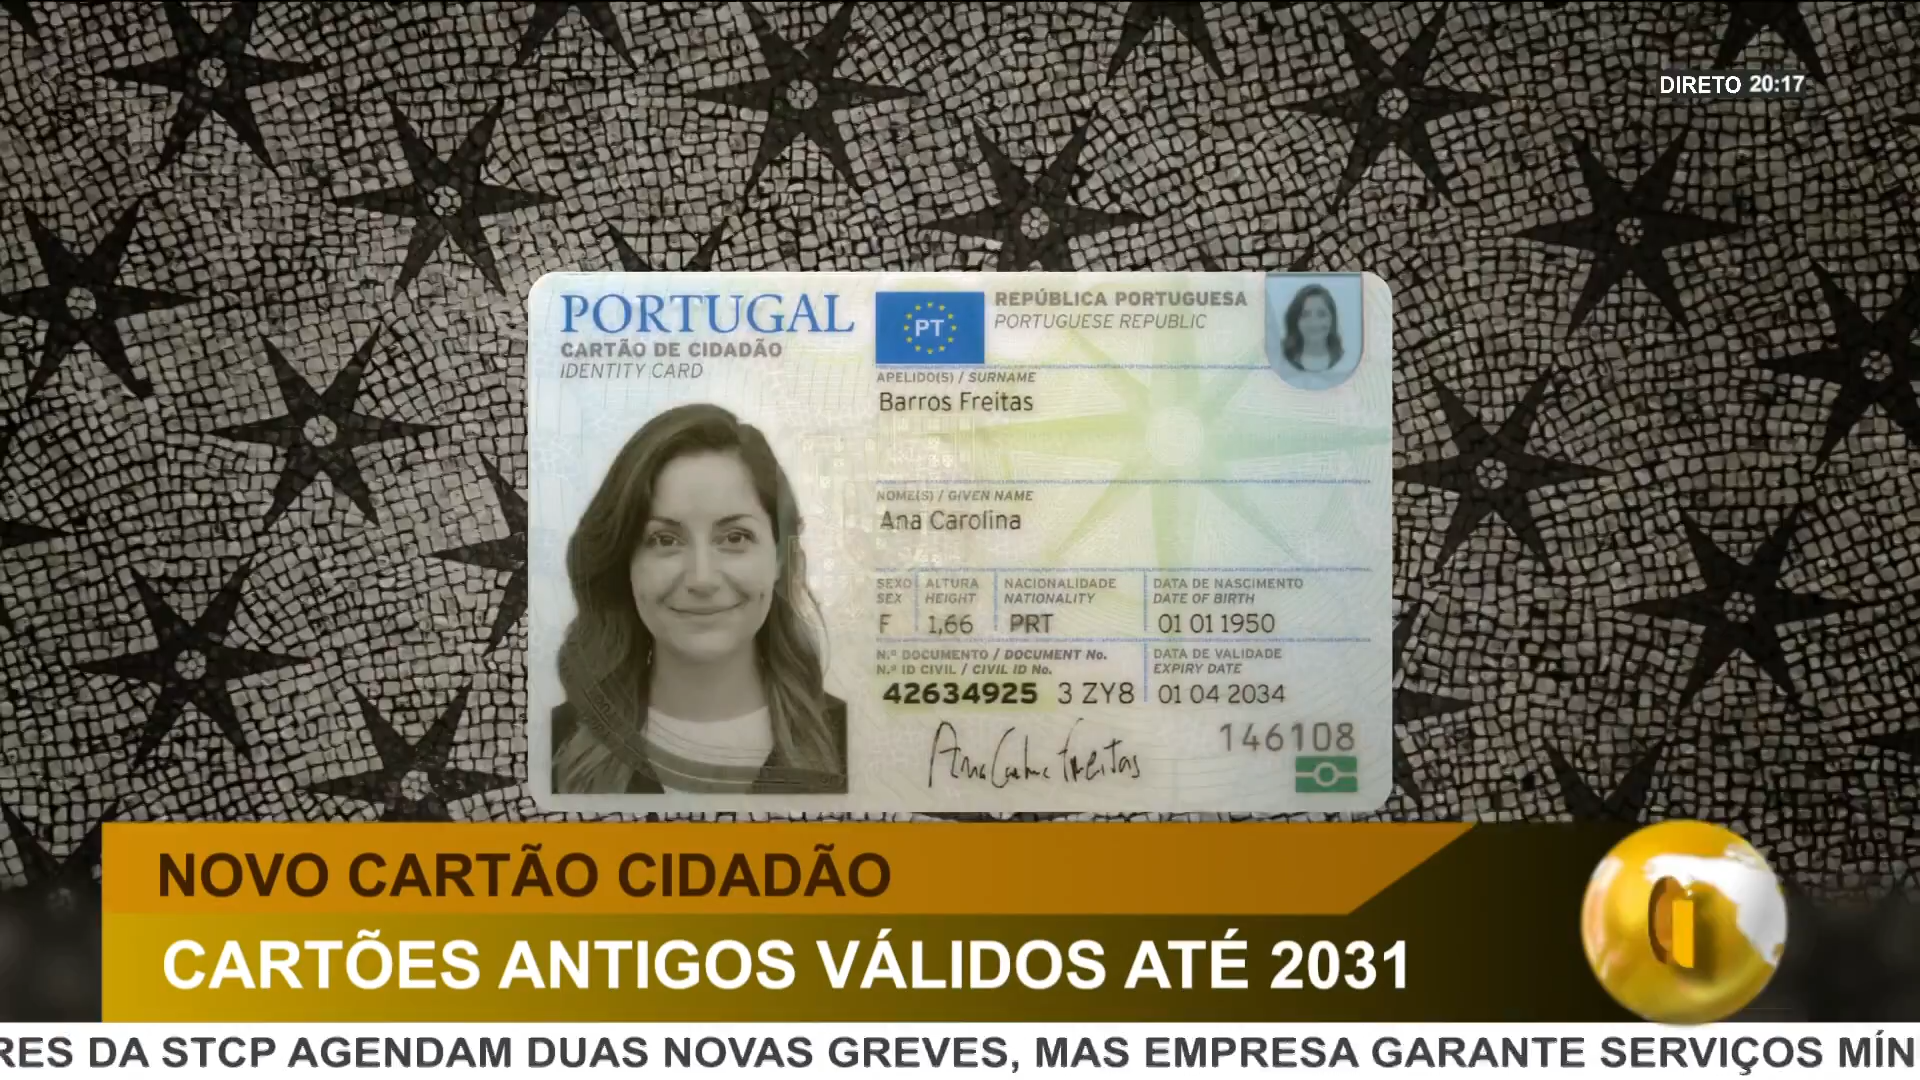 DIRETO 20:17
PORTUGAL
CARTÃO DE CIDADÃO
IDENTITY CARD
PT
REPÚBLICA PORTUGUESA
PORTUGUESE REPUBLIC
APELIDO(S) / SURNAME
Barros Freitas
NOME(S) / GIVEN NAME
Ana Carolina
SEXO ALTURA NACIONALIDADE DATA DE NASCIMENTO
SEX HEIGHT NATIONALITY DATE OF BIRTH
F 1,66 PRT 01 01 1950
N.º DOCUMENTO / DOCUMENT No. DATA DE VALIDADE
N.º ID CIVIL / CIVIL ID No. EXPIRY DATE
42634925 3 ZY8 01 04 2034
Ana Carolina Freitas
146108
NOVO CARTÃO CIDADÃO
CARTÕES ANTIGOS VÁLIDOS ATÉ 2031
RES DA STCP AGENDAM DUAS NOVAS GREVES, MAS EMPRESA GARANTE SERVIÇOS MÍN